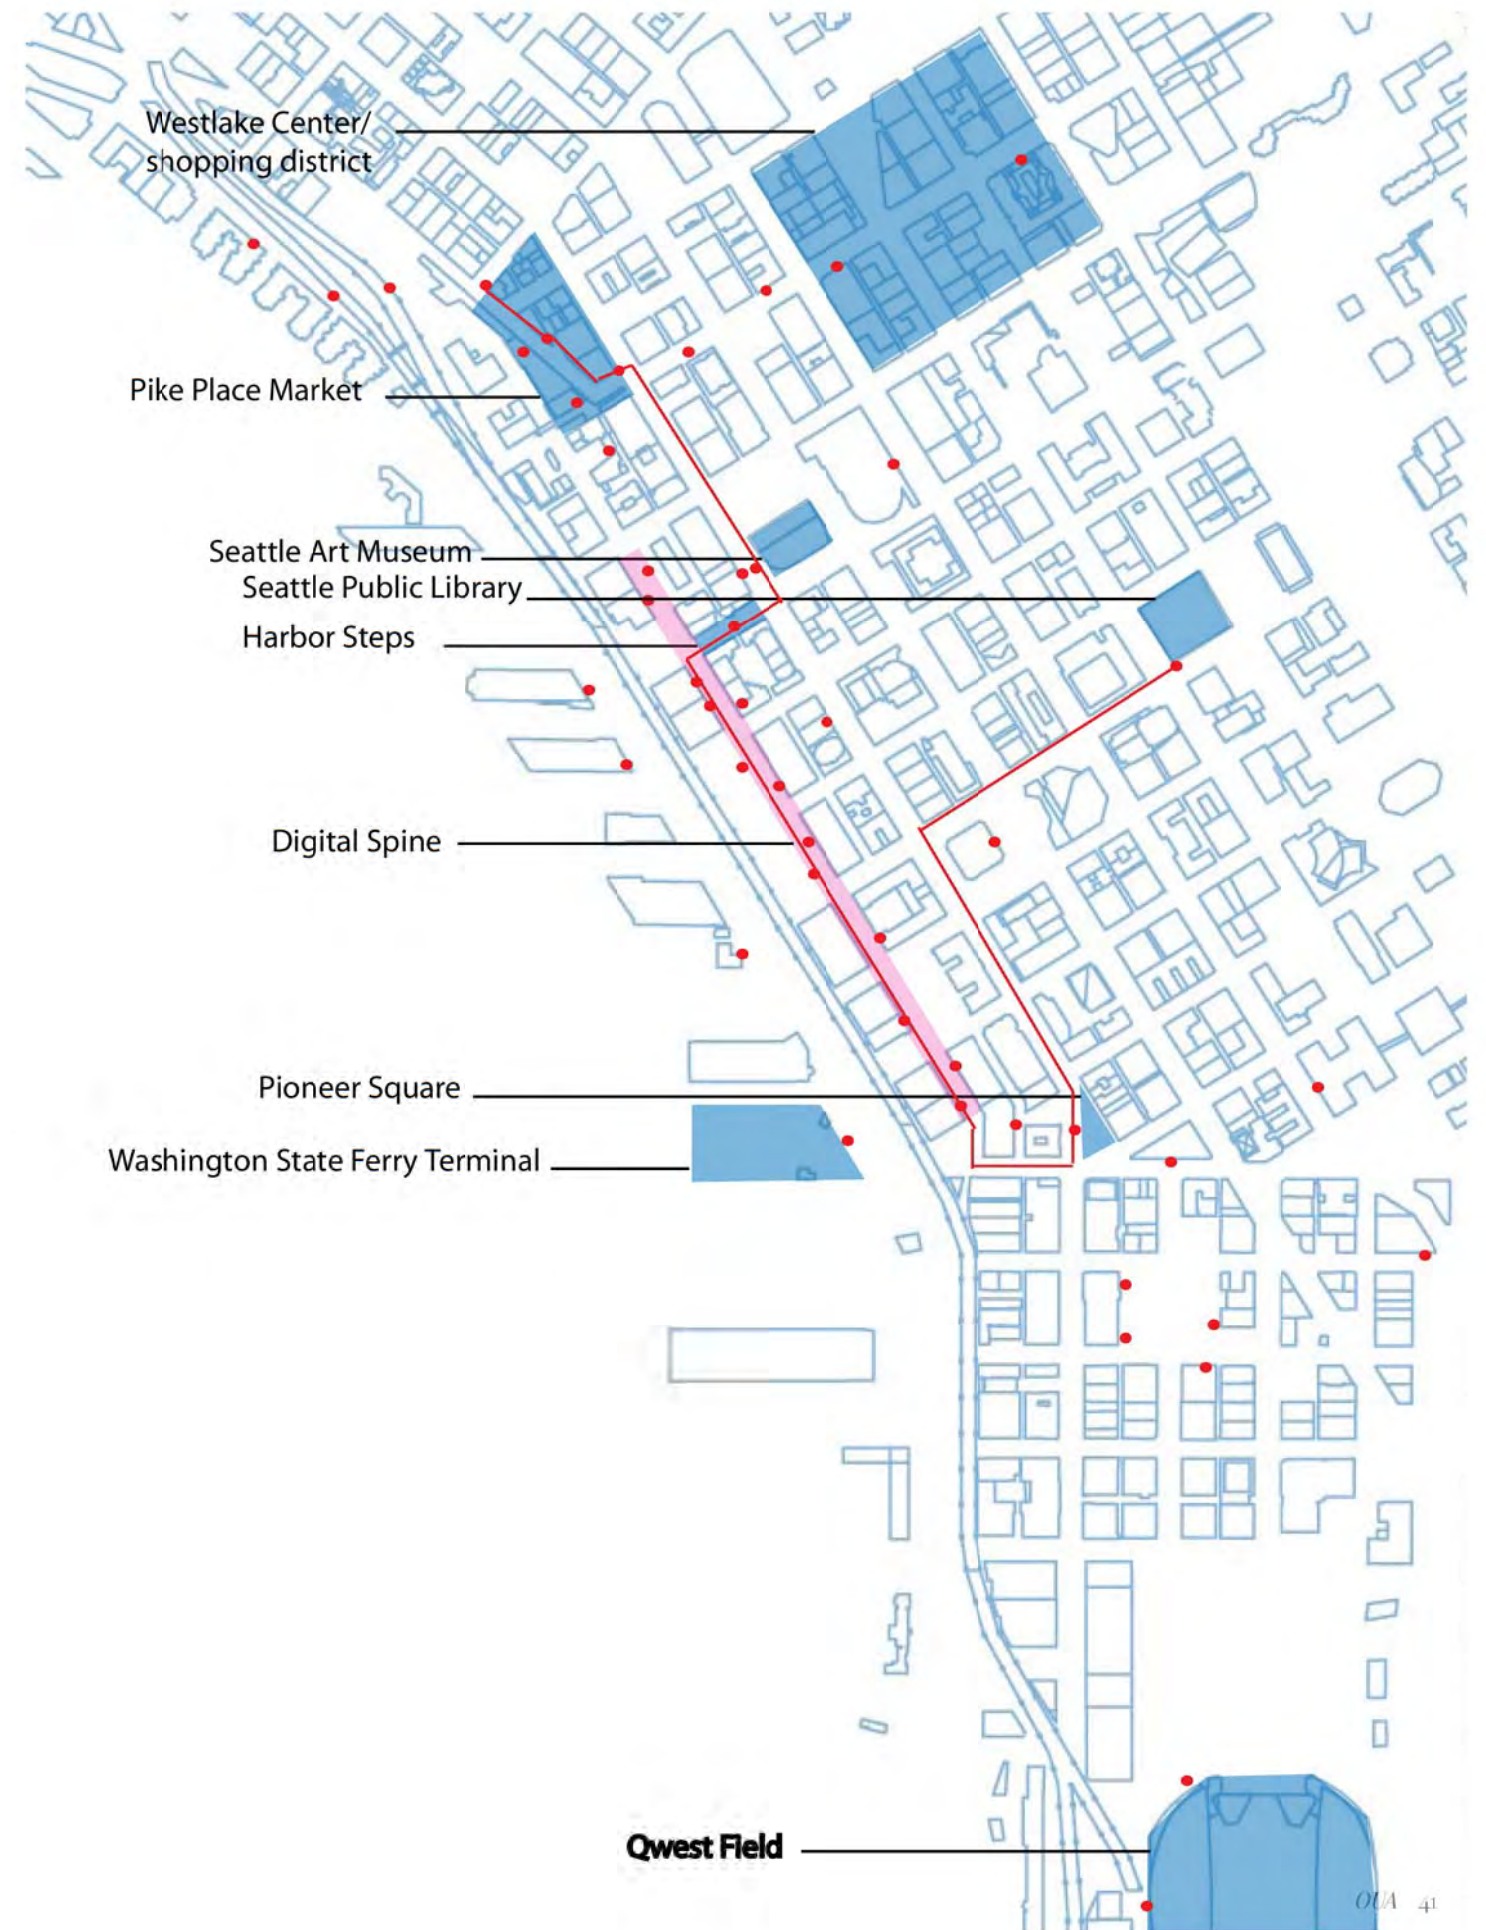 Westlake Center/
shopping district
Pike Place Market
Seattle Art Museum
Seattle Public Library
Harbor Steps
Digital Spine
Pioneer Square
Washington State Ferry Terminal
Qwest Field
OUA 41